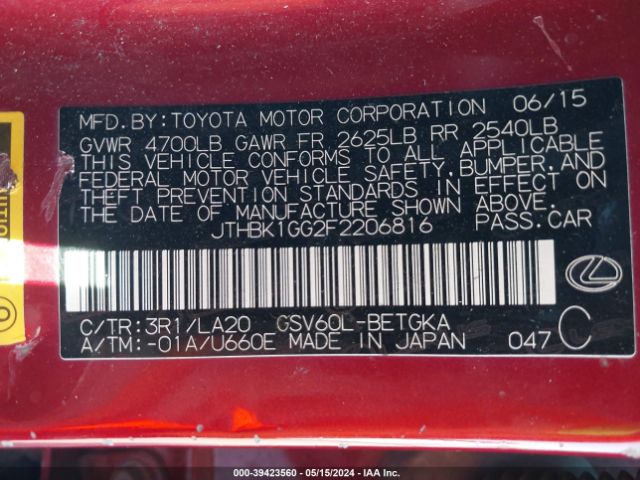 MFD.BY:TOYOTA MOTOR CORPORATION 06/15
GVWR 4700LB GAWR FR 2625LB RR 2540LB
THIS VEHICLE CONFORMS TO ALL APPLICABLE
FEDERAL MOTOR VEHICLE SAFETY,BUMPER,AND
THEFT PREVENTION STANDARDS IN EFFECT ON
THE DATE OF MANUFACTURE SHOWN ABOVE.
JTHBK1GG2F2206816 PASS.CAR
C/TR:3R1/LA20 GSV60L-BETGKA
A/TM:-01A/U660E MADE IN JAPAN 047 C
000-39423560 - 05/15/2024 - IAA Inc.